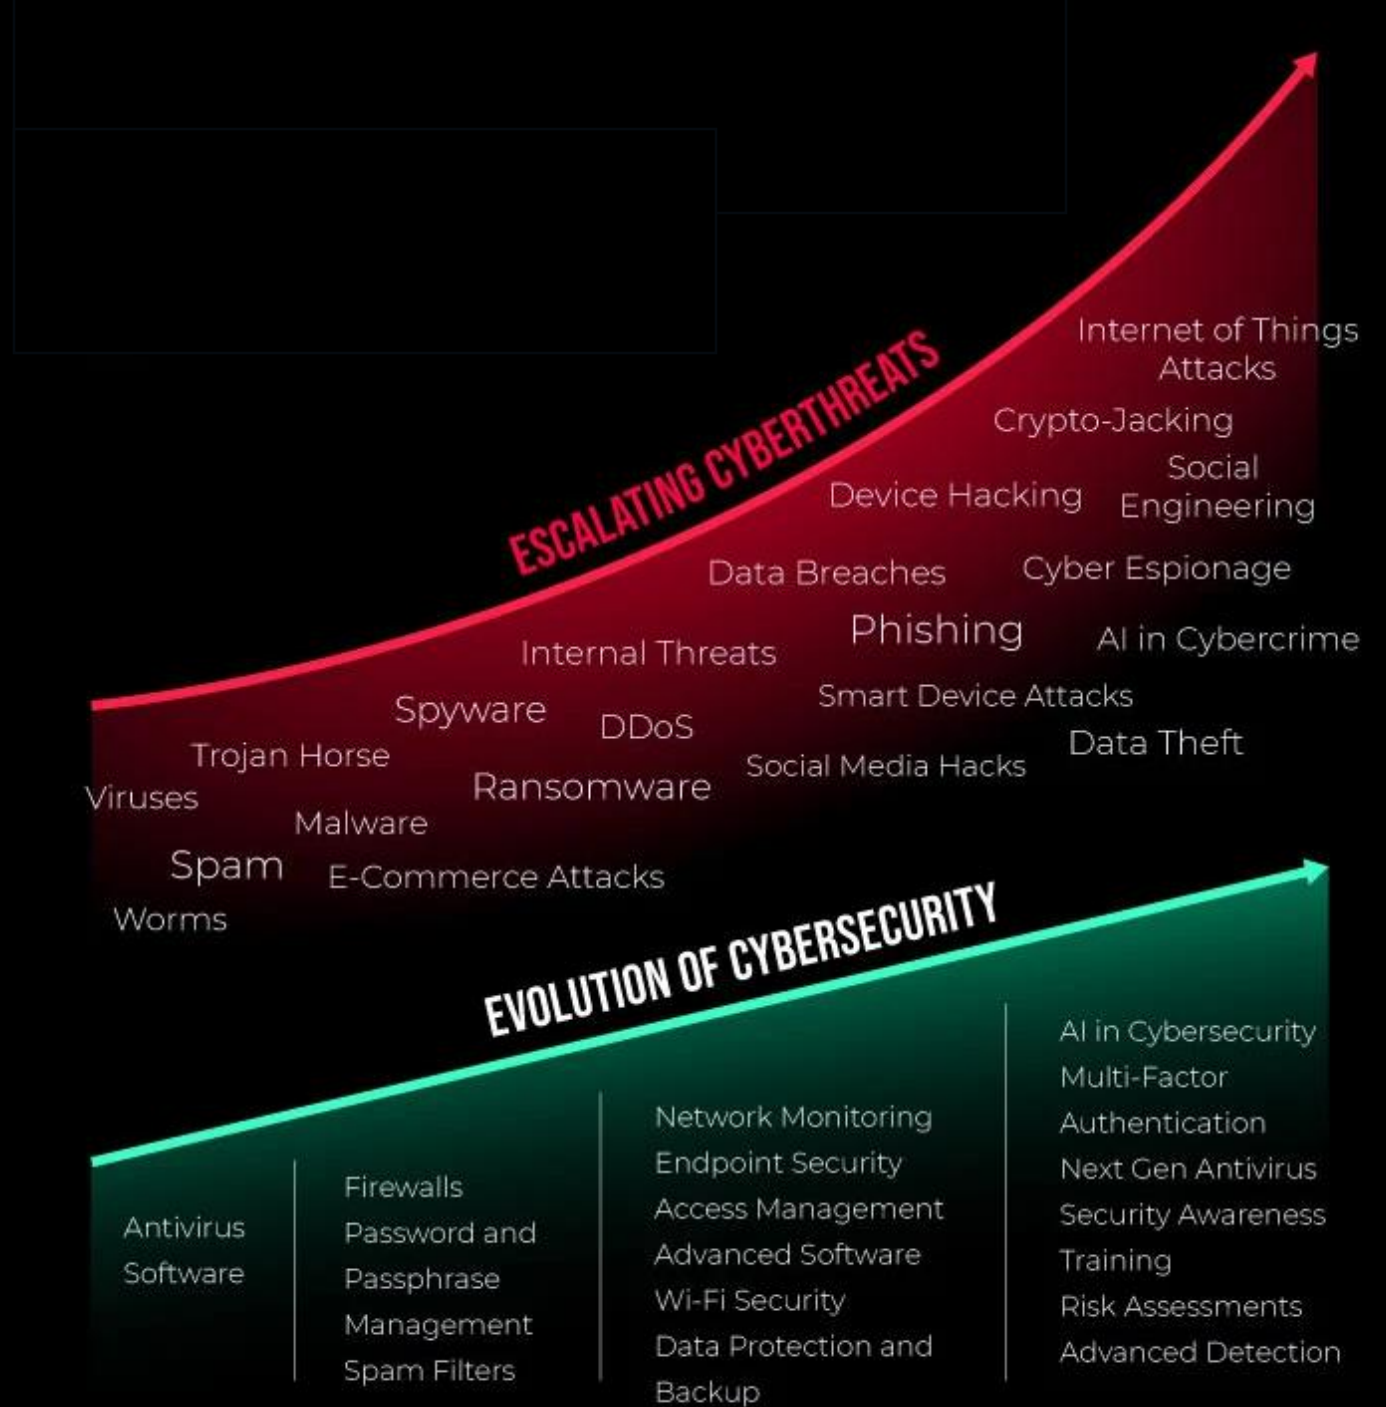 ESCALATING CYBERTHREATS
Internet of Things
Attacks
Crypto-Jacking
Social
Engineering
Device Hacking
Data Breaches
Cyber Espionage
Phishing
AI in Cybercrime
Internal Threats
Smart Device Attacks
Spyware
DDoS
Data Theft
Trojan Horse
Social Media Hacks
Ransomware
Viruses
Malware
Spam
E-Commerce Attacks
Worms
EVOLUTION OF CYBERSECURITY
Antivirus
Software
Firewalls
Password and
Passphrase
Management
Spam Filters
Network Monitoring
Endpoint Security
Access Management
Advanced Software
Wi-Fi Security
Data Protection and
Backup
AI in Cybersecurity
Multi-Factor
Authentication
Next Gen Antivirus
Security Awareness
Training
Risk Assessments
Advanced Detection